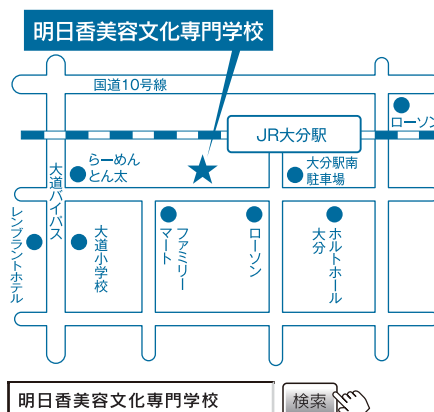 明日香美容文化専門学校
国道10号線
ローソン
JR大分駅
らーめん
とん太
大分駅南
駐車場
大道バイパス
レンブラントホテル
大道小学校
ファミリー
マート
ローソン
ホルトホール
大分
明日香美容文化専門学校
検索